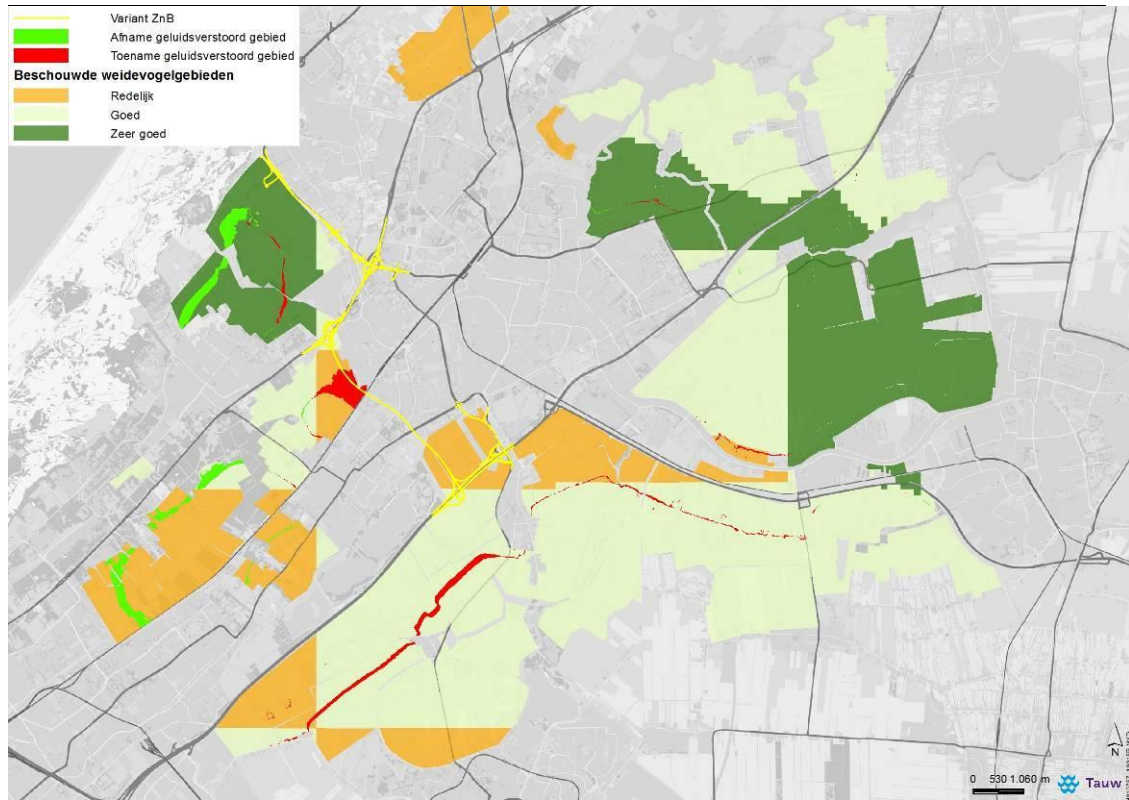 Variant ZnB
Afname geluidsverstoord gebied
Toename geluidsverstoord gebied
Beschouwde weidevogelgebieden
Redelijk
Goed
Zeer goed
N
0 530 1.060 m
Tauw